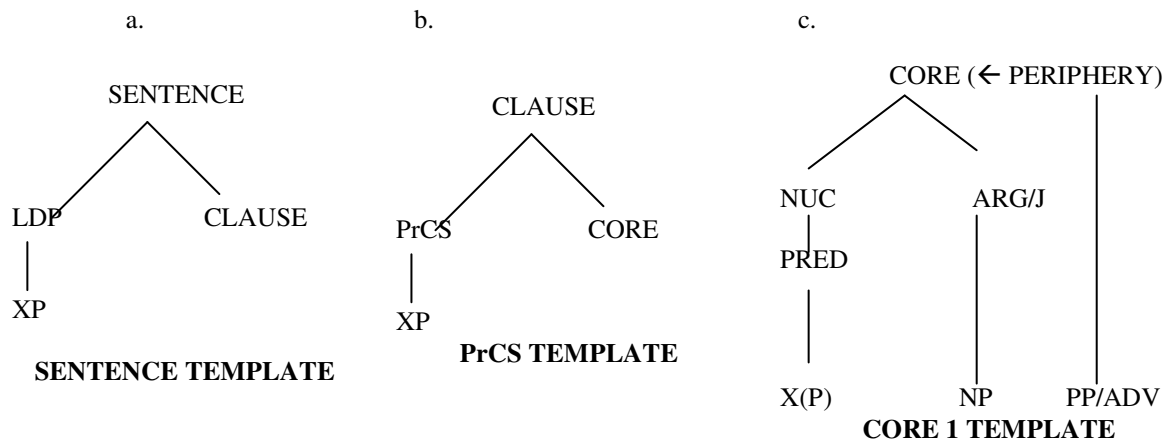 a. b. c.
SENTENCE
LDP CLAUSE
XP
SENTENCE TEMPLATE
CLAUSE
PrCS CORE
XP
PrCS TEMPLATE
CORE (← PERIPHERY)
NUC ARG/J
PRED
X(P) NP PP/ADV
CORE 1 TEMPLATE